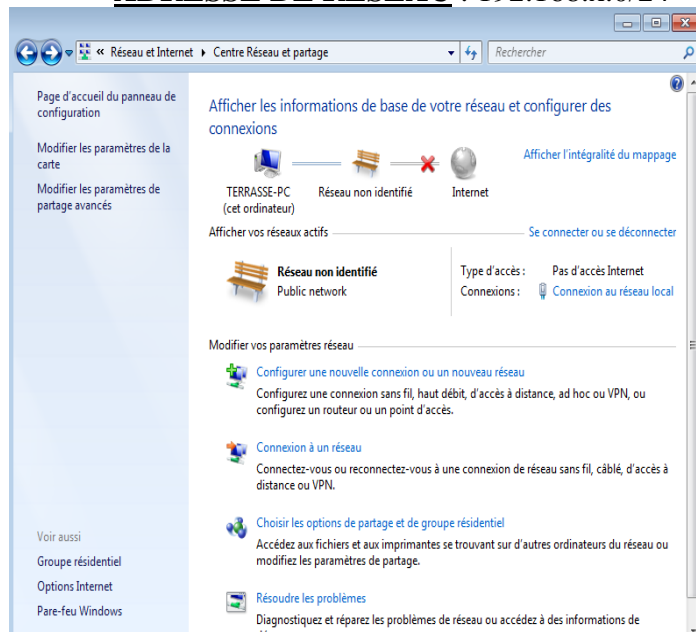 ADRESSE DE RESEAU :
Réseau et Internet ▸ Centre Réseau et partage
Rechercher
Page d'accueil du panneau de
configuration
Modifier les paramètres de la
carte
Modifier les paramètres de
partage avancés
Voir aussi
Groupe résidentiel
Options Internet
Pare-feu Windows
Afficher les informations de base de votre réseau et configurer des
connexions
Afficher l'intégralité du mappage
TERRASSE-PC
(cet ordinateur)
Réseau non identifié
Internet
Afficher vos réseaux actifs
Se connecter ou se déconnecter
Réseau non identifié
Public network
Type d'accès : Pas d'accès Internet
Connexions : Connexion au réseau local
Modifier vos paramètres réseau
Configurer une nouvelle connexion ou un nouveau réseau
Configurez une connexion sans fil, haut débit, d'accès à distance, ad hoc ou VPN, ou
configurez un routeur ou un point d'accès.
Connexion à un réseau
Connectez-vous ou reconnectez-vous à une connexion de réseau sans fil, câblé, d'accès à
distance ou VPN.
Choisir les options de partage et de groupe résidentiel
Accédez aux fichiers et aux imprimantes se trouvant sur d'autres ordinateurs du réseau ou
modifiez les paramètres de partage.
Résoudre les problèmes
Diagnostiquez et réparez les problèmes de réseau ou accédez à des informations de